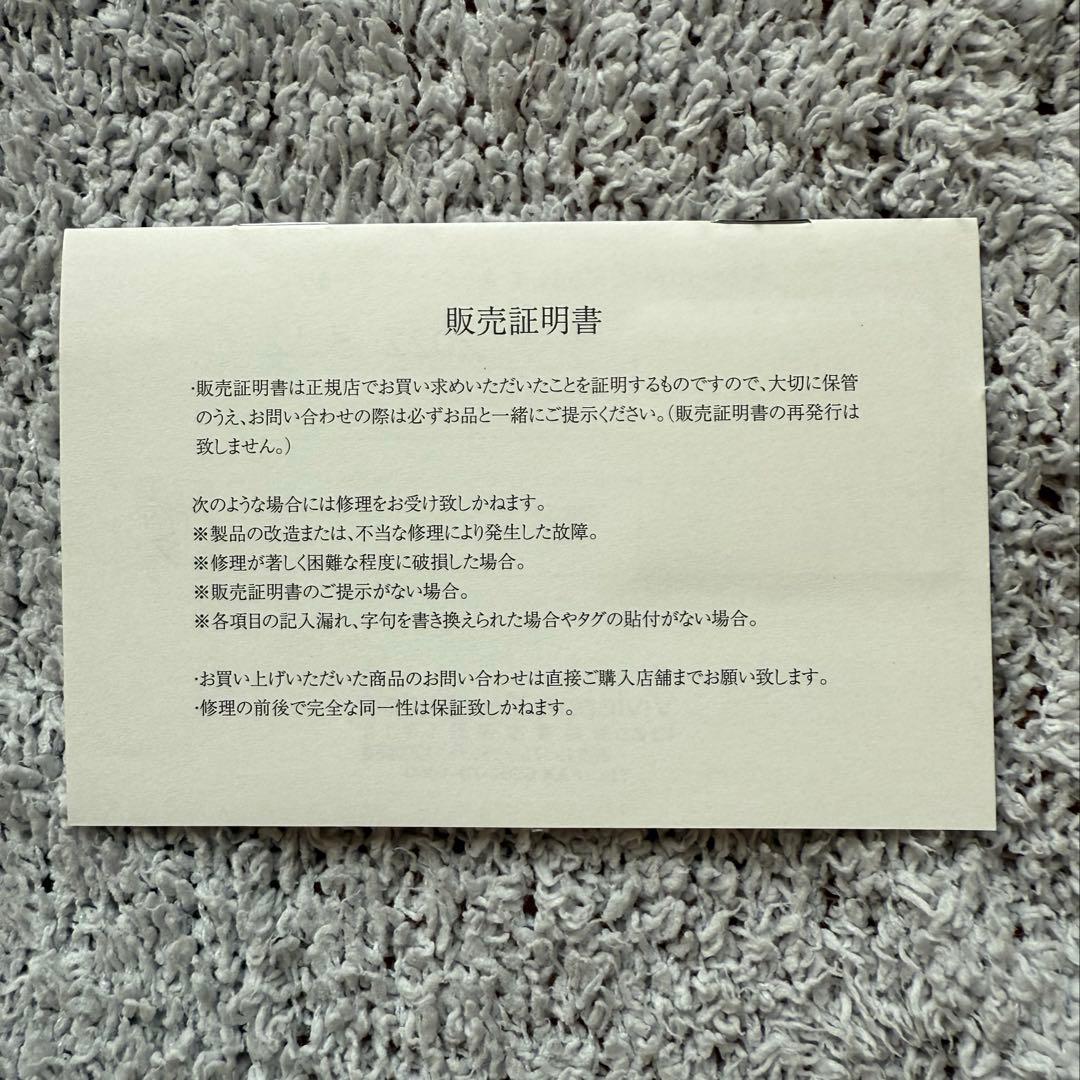 販売証明書
・販売証明書は正規店でお買い求めいただいたことを証明するものですので、大切に保管
のうえ、お問い合わせの際は必ずお品と一緒にご提示ください。（販売証明書の再発行は
致しません。）
次のような場合には修理をお受け致しかねます。
※製品の改造または、不当な修理により発生した故障。
※修理が著しく困難な程度に破損した場合。
※販売証明書のご提示がない場合。
※各項目の記入漏れ、字句を書き換えられた場合やタグの貼付がない場合。
・お買い上げいただいた商品のお問い合わせは直接ご購入店舗までお願い致します。
・修理の前後で完全な同一性は保証致しかねます。